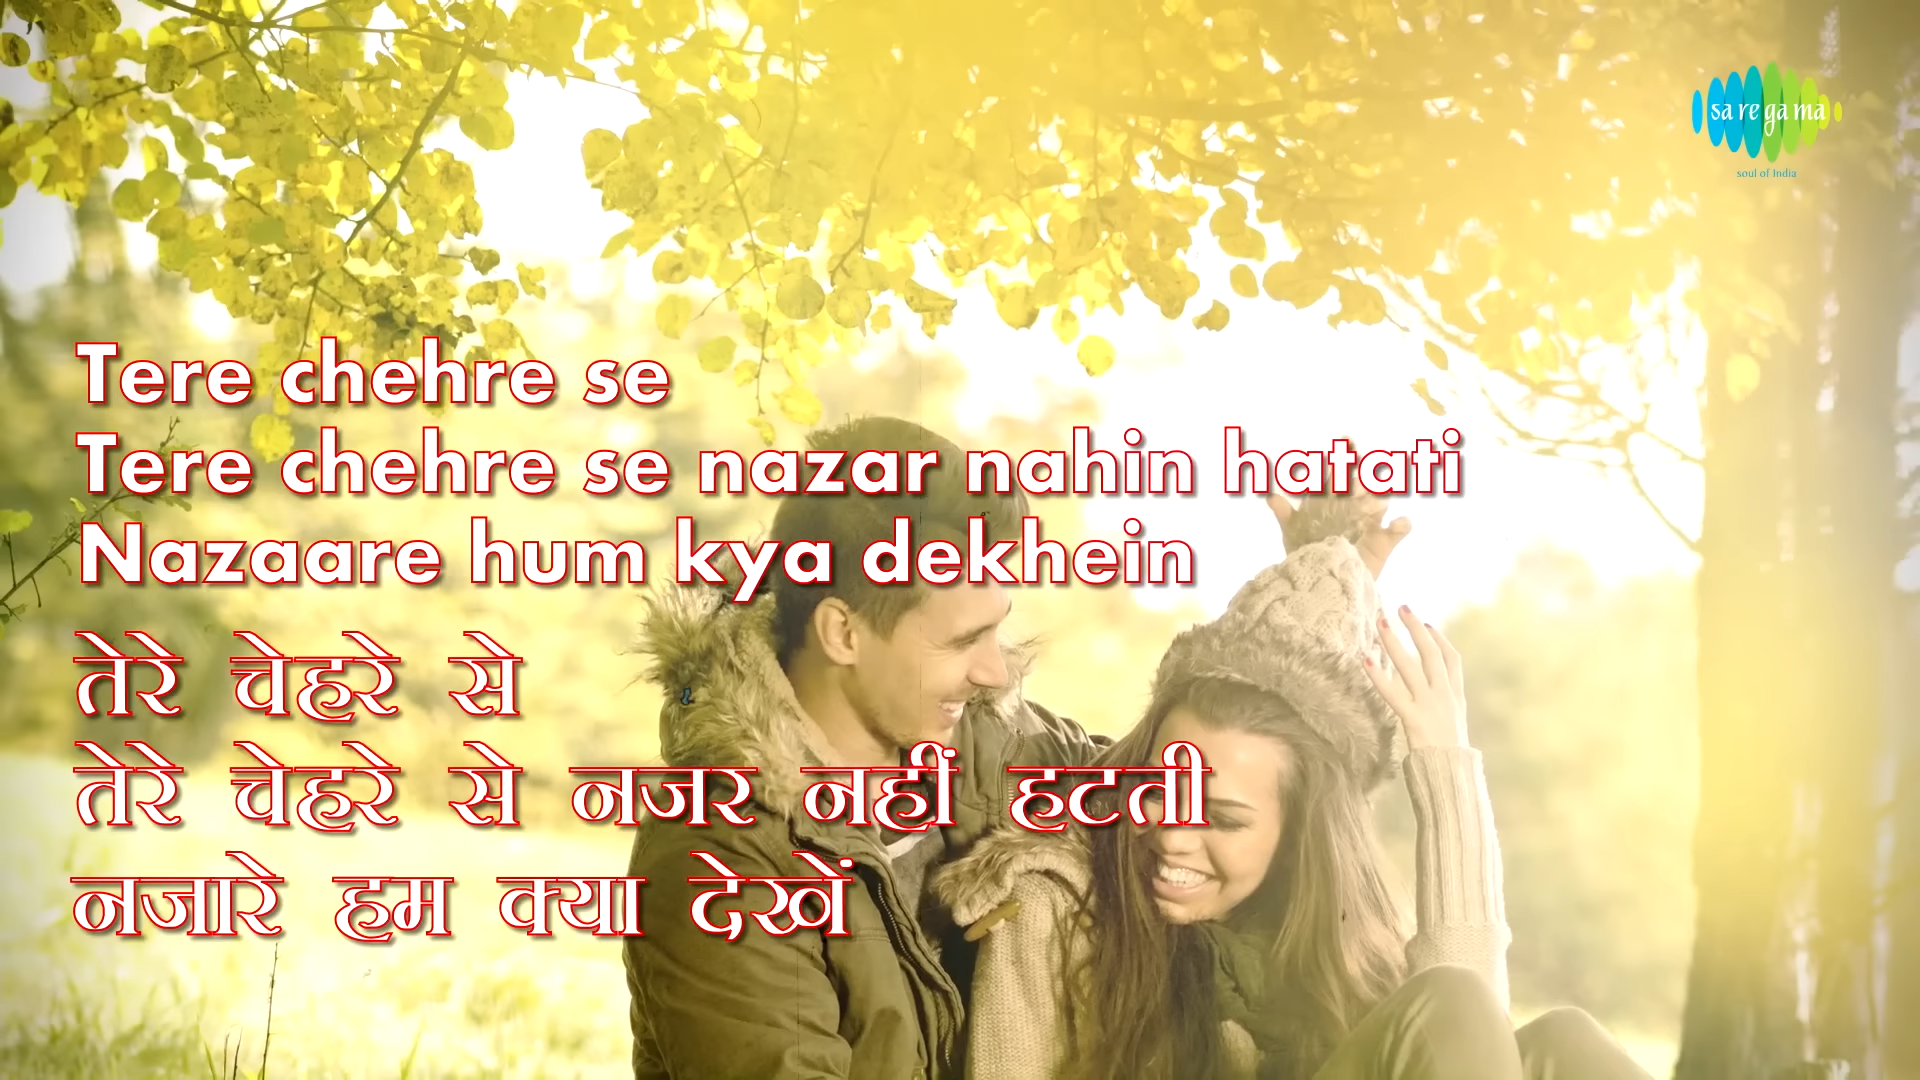 sa re ga ma
soul of India
Tere chehre se
Tere chehre se nazar nahin hatati
Nazaare hum kya dekhein
तेरे चेहरे से
तेरे चेहरे से नजर नहीं हटती
नजारे हम क्या देखें